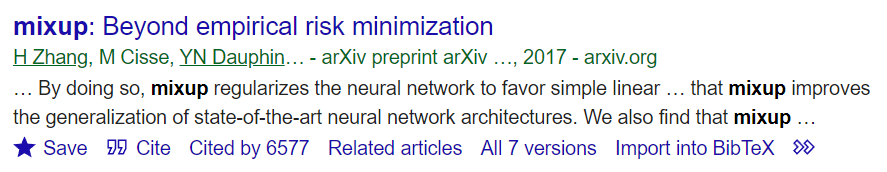 mixup: Beyond empirical risk minimization
H Zhang, M Cisse, YN Dauphin… - arXiv preprint arXiv …, 2017 - arxiv.org
… By doing so, mixup regularizes the neural network to favor simple linear … that mixup improves
the generalization of state-of-the-art neural network architectures. We also find that mixup …
Save Cite Cited by 6577 Related articles All 7 versions Import into BibTeX